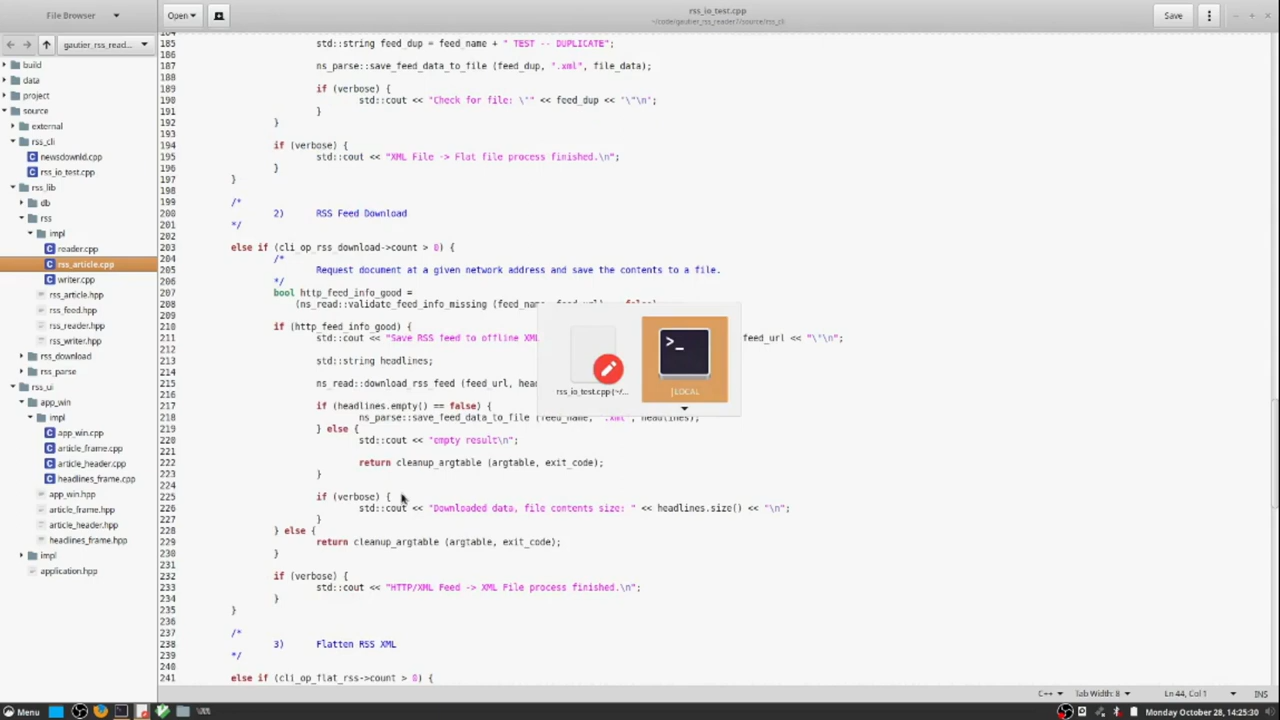 File Browser
Open
rss_io_test.cpp
~/code/gautier_rss_reader//source/rss_cli
Save
gautier_rss_read...
build
data
project
source
external
rss_cli
newsdownld.cpp
rss_io_test.cpp
rss_lib
db
rss
impl
reader.cpp
rss_article.cpp
writer.cpp
rss_article.hpp
rss_feed.hpp
rss_reader.hpp
rss_writer.hpp
rss_download
rss_parse
rss_ui
app_win
impl
app_win.cpp
article_frame.cpp
article_header.cpp
headlines_frame.cpp
app_win.hpp
article_frame.hpp
article_header.hpp
headlines_frame.hpp
impl
application.hpp
184
185 std::string feed_dup = feed_name + " TEST -- DUPLICATE";
186
187 ns_parse::save_feed_data_to_file (feed_dup, ".xml", file_data);
188
189 if (verbose) {
190 std::cout << "Check for file: \"" << feed_dup << "\"\n";
191 }
192 }
193
194 if (verbose) {
195 std::cout << "XML File -> Flat file process finished.\n";
196 }
197 }
198
199 /*
200 2) RSS Feed Download
201 */
202
203 else if (cli_op_rss_download->count > 0) {
204 /*
205 Request document at a given network address and save the contents to a file.
206 */
207 bool http_feed_info_good =
208 (ns_read::validate_feed_info_missing (feed_name, feed_url) == false);
209
210 if (http_feed_info_good) {
211 std::cout << "Save RSS feed to offline XML feed_url << "\"\n";
212
213 std::string headlines;
214
215 ns_read::download_rss_feed (feed_url, head
216
217 if (headlines.empty() == false) {
218 ns_parse::save_feed_data_to_file (feed_name, ".xml", headlines);
219 } else {
220 std::cout << "empty result\n";
221
222 return cleanup_argtable (argtable, exit_code);
223 }
224
225 if (verbose) {
226 std::cout << "Downloaded data, file contents size: " << headlines.size() << "\n";
227 }
228 } else {
229 return cleanup_argtable (argtable, exit_code);
230 }
231
232 if (verbose) {
233 std::cout << "HTTP/XML Feed -> XML File process finished.\n";
234 }
235 }
236
237 /*
238 3) Flatten RSS XML
239 */
240
241 else if (cli_op_flat_rss->count > 0) {
>_
rss_io_test.cpp (~/...
|LOCAL
C++
Tab Width: 8
Ln 44, Col 1
INS
Menu
Monday October 28, 14:25:30